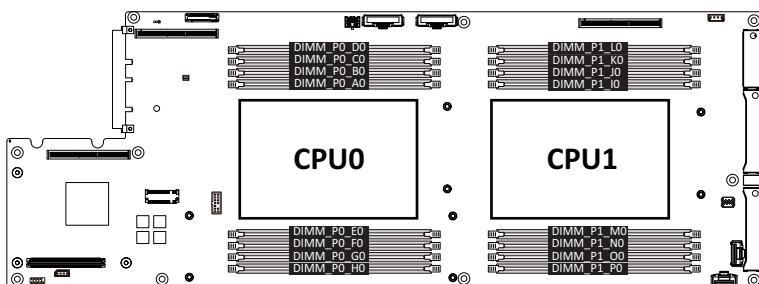 DIMM_P0_D0
DIMM_P0_C0
DIMM_P0_B0
DIMM_P0_A0
DIMM_P1_L0
DIMM_P1_K0
DIMM_P1_J0
DIMM_P1_I0
CPU0
CPU1
DIMM_P0_E0
DIMM_P0_F0
DIMM_P0_G0
DIMM_P0_H0
DIMM_P1_M0
DIMM_P1_N0
DIMM_P1_O0
DIMM_P1_P0